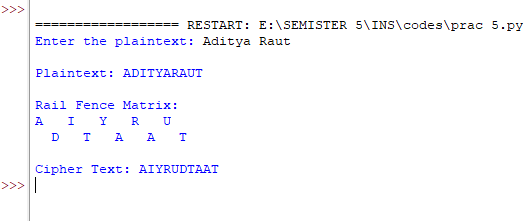 >>>
================== RESTART: E:\SEMISTER 5\INS\codes\prac 5.py
Enter the plaintext: Aditya Raut

Plaintext: ADITYARAUT

Rail Fence Matrix:
A   I   Y   R   U
  D   T   A   A   T

Cipher Text: AIYRUDTAAT
>>>